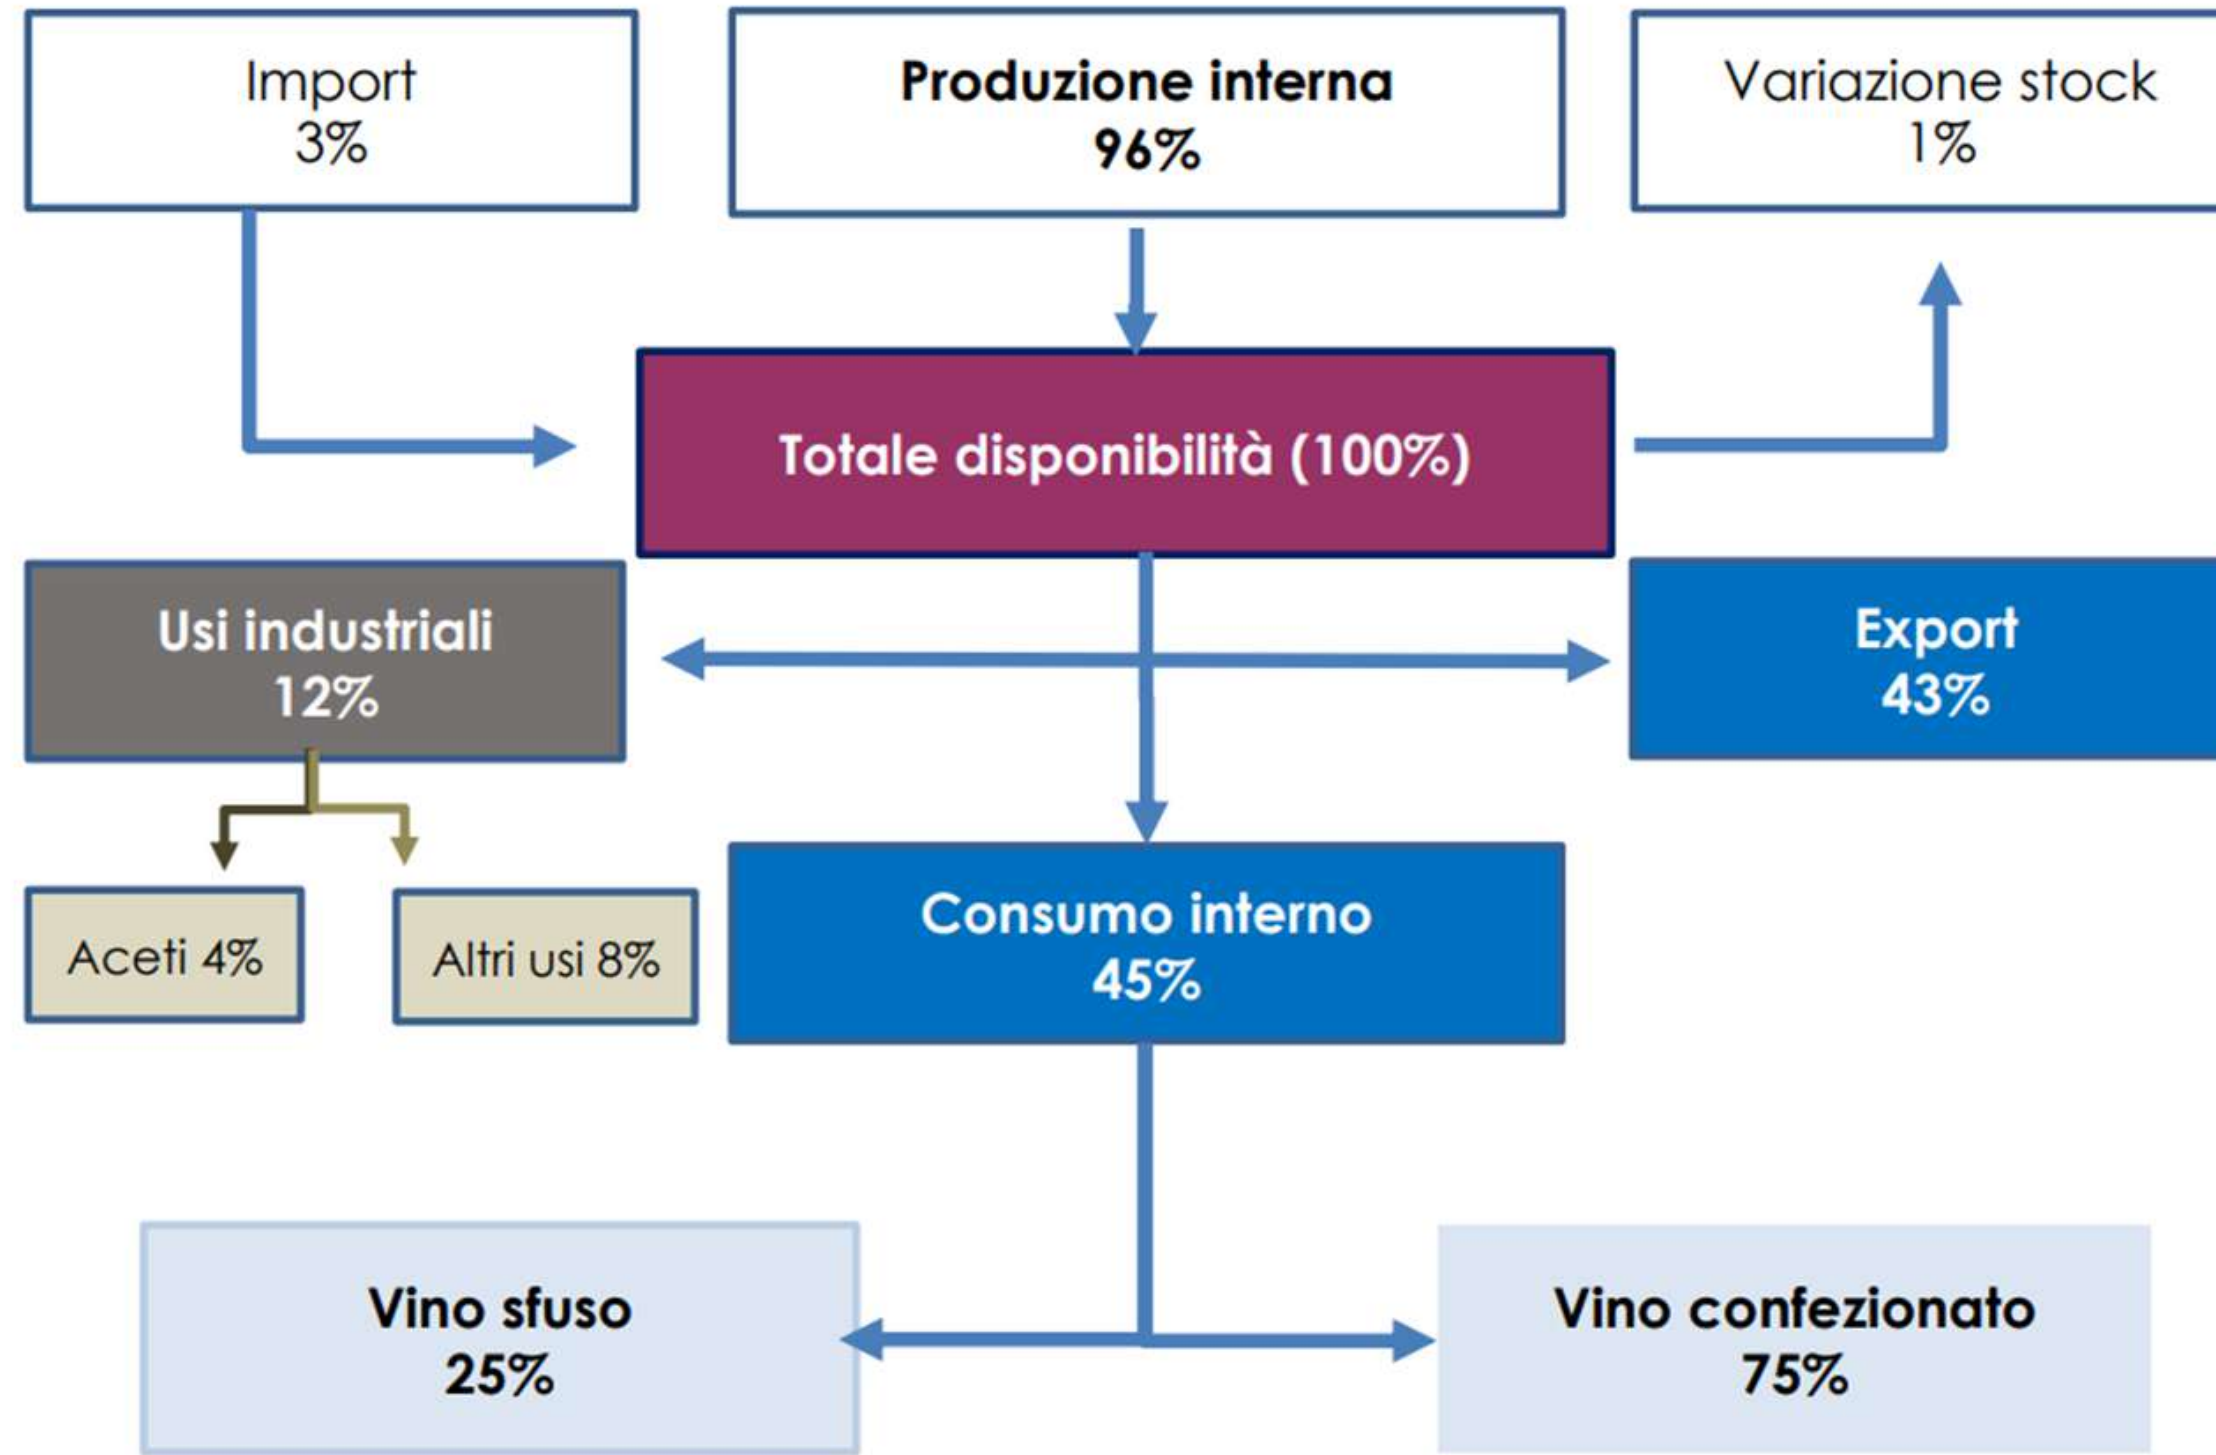 Import
3%
Produzione interna
96%
Variazione stock
1%
Totale disponibilità (100%)
Usi industriali
12%
Export
43%
Aceti 4%
Altri usi 8%
Consumo interno
45%
Vino sfuso
25%
Vino confezionato
75%